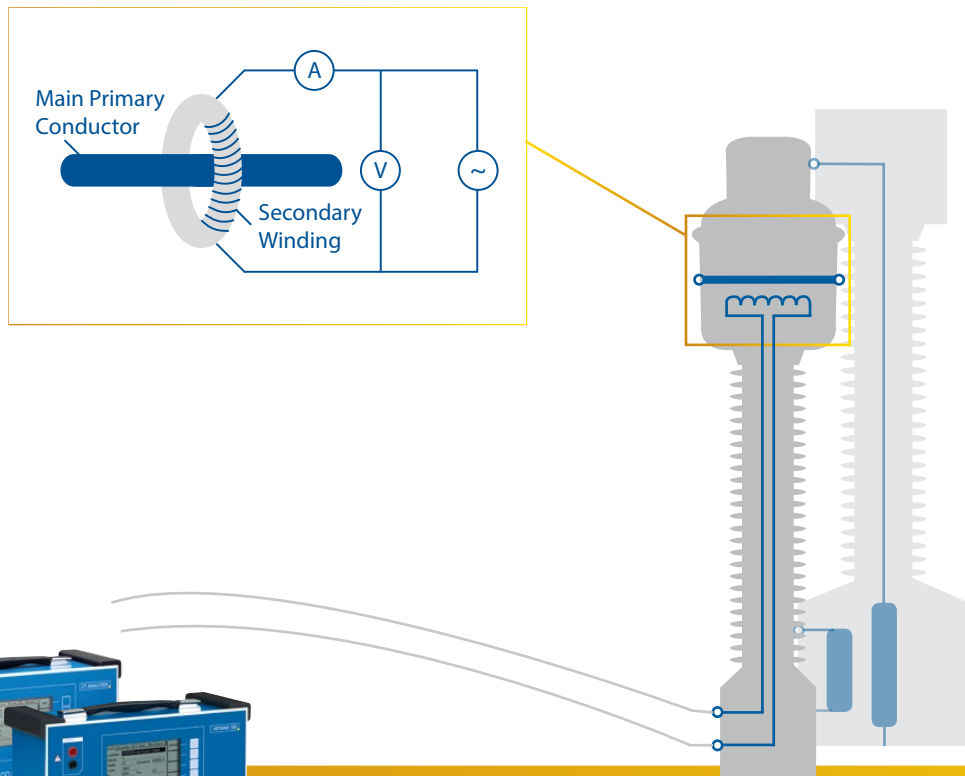 A
Main Primary
Conductor
V
~
Secondary
Winding
CT ANALYZER
VOTANO 100